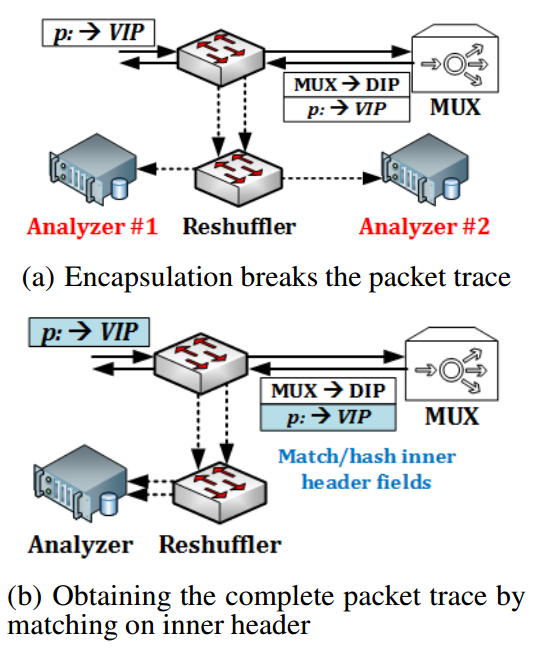 p: → VIP
MUX → DIP
p: → VIP
MUX
Analyzer #1 Reshuffler Analyzer #2
(a) Encapsulation breaks the packet trace
p: → VIP
MUX → DIP
p: → VIP
MUX
Match/hash inner
header fields
Analyzer Reshuffler
(b) Obtaining the complete packet trace by
matching on inner header